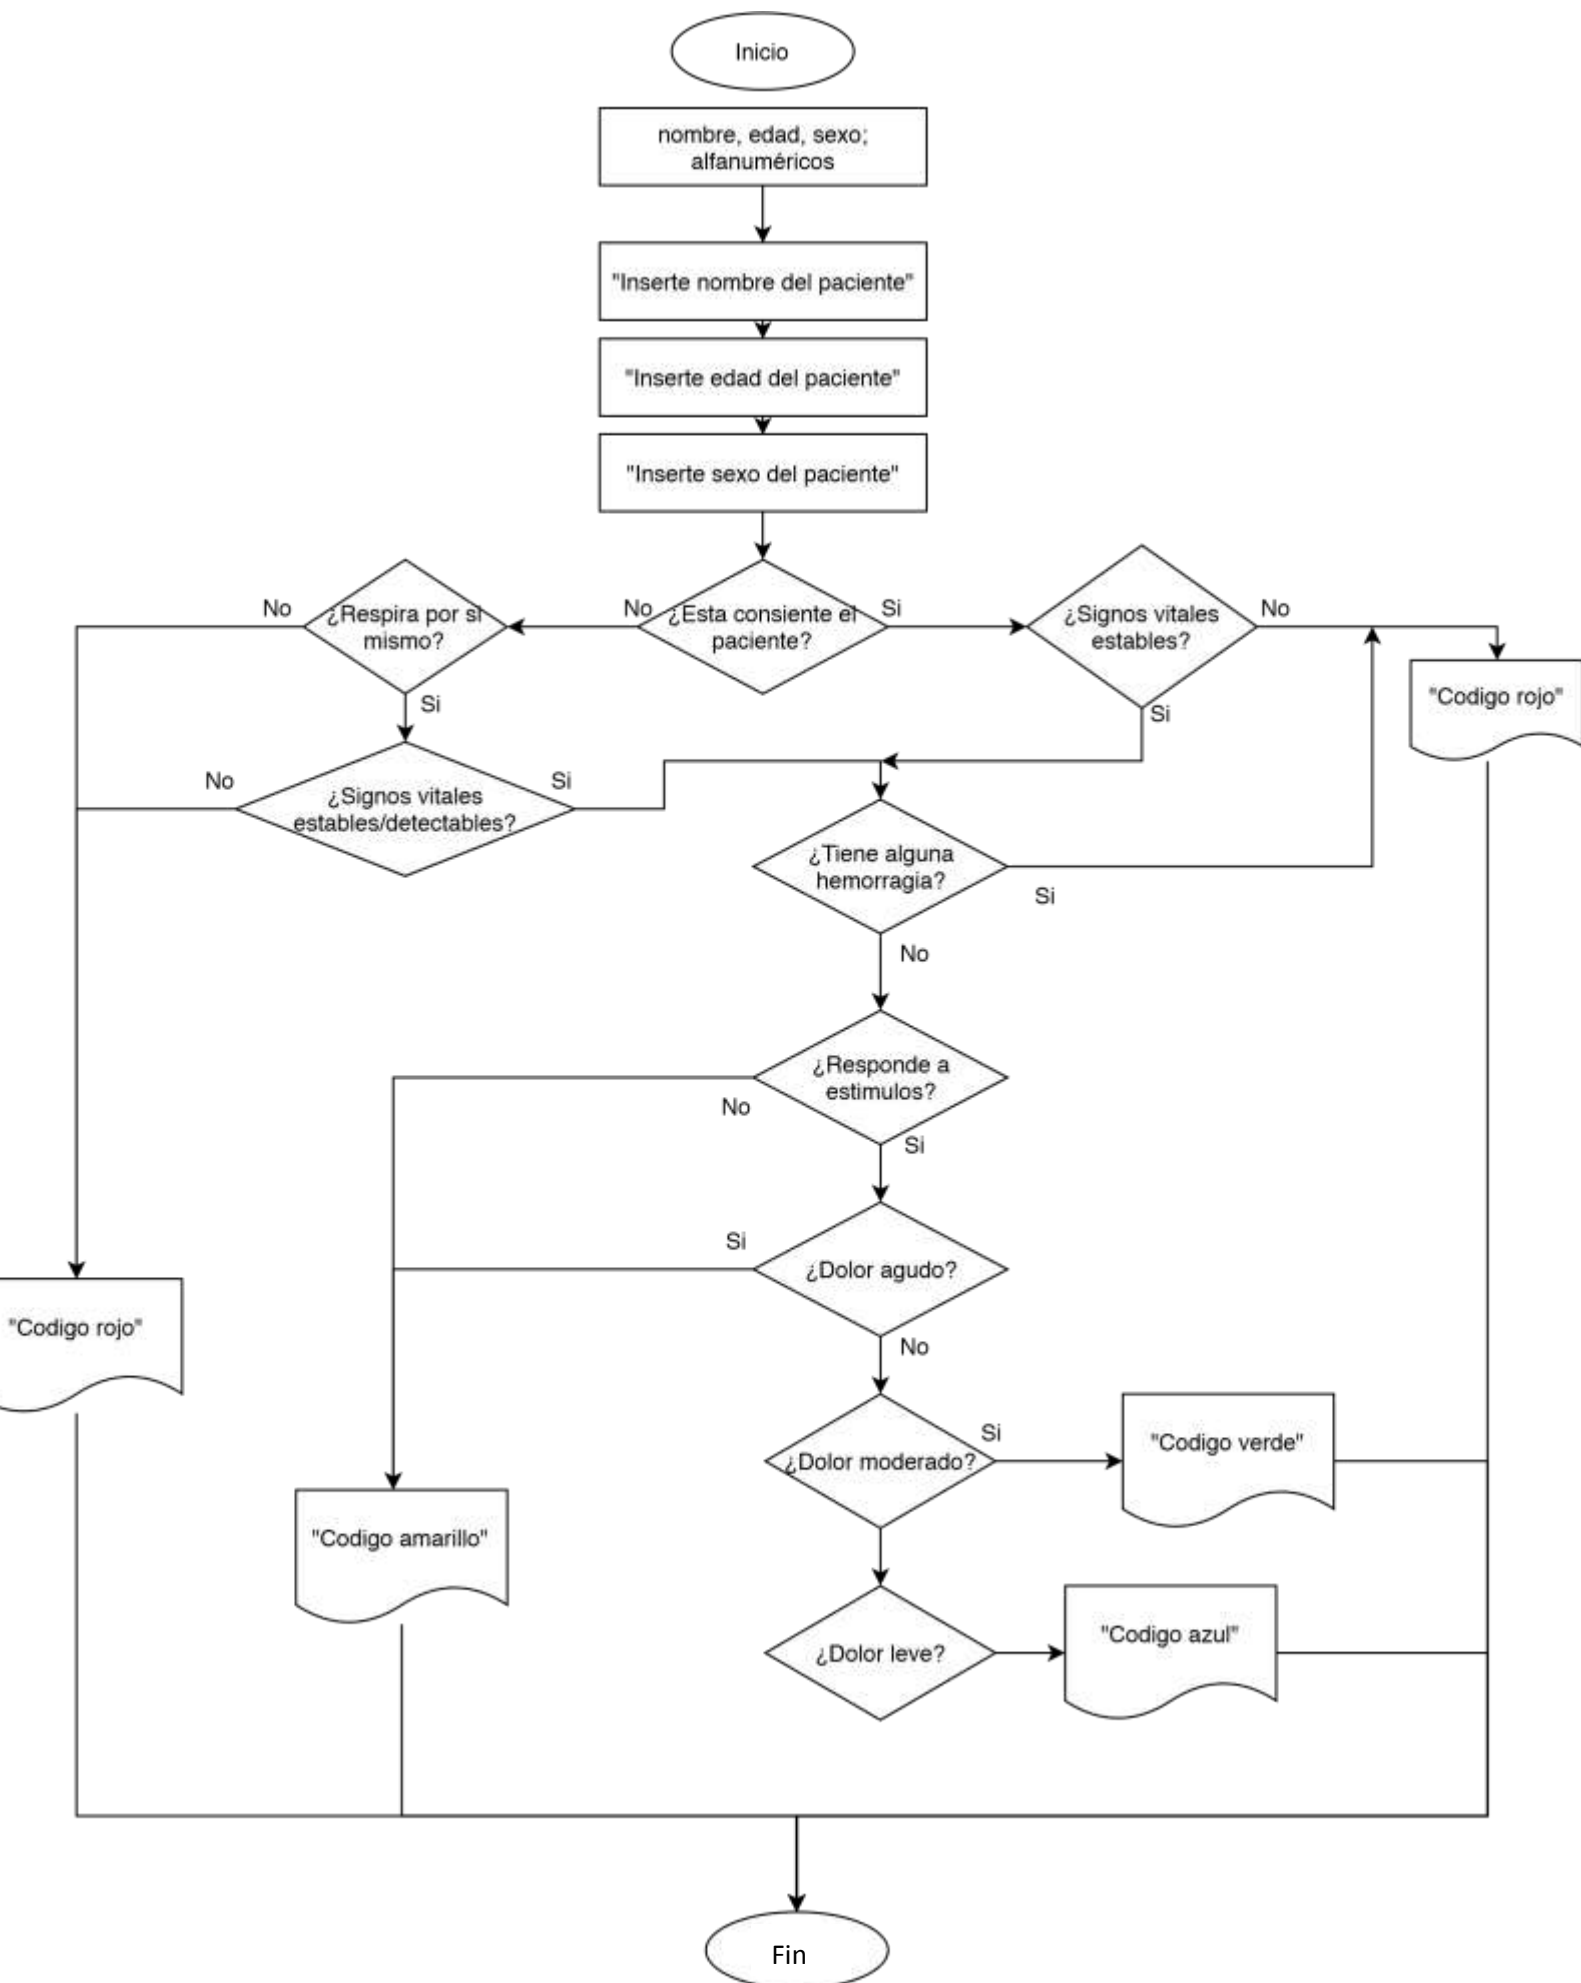 Inicio
nombre, edad, sexo;
alfanuméricos
"Inserte nombre del paciente"
"Inserte edad del paciente"
"Inserte sexo del paciente"
No
¿Respira por si
mismo?
No
¿Esta consiente el
paciente?
Si
¿Signos vitales
estables?
No
"Codigo rojo"
Si
Si
No
¿Signos vitales
estables/detectables?
Si
¿Tiene alguna
hemorragia?
Si
No
¿Responde a
estimulos?
No
Si
Si
¿Dolor agudo?
No
"Codigo rojo"
¿Dolor moderado?
Si
"Codigo verde"
"Codigo amarillo"
¿Dolor leve?
"Codigo azul"
Fin